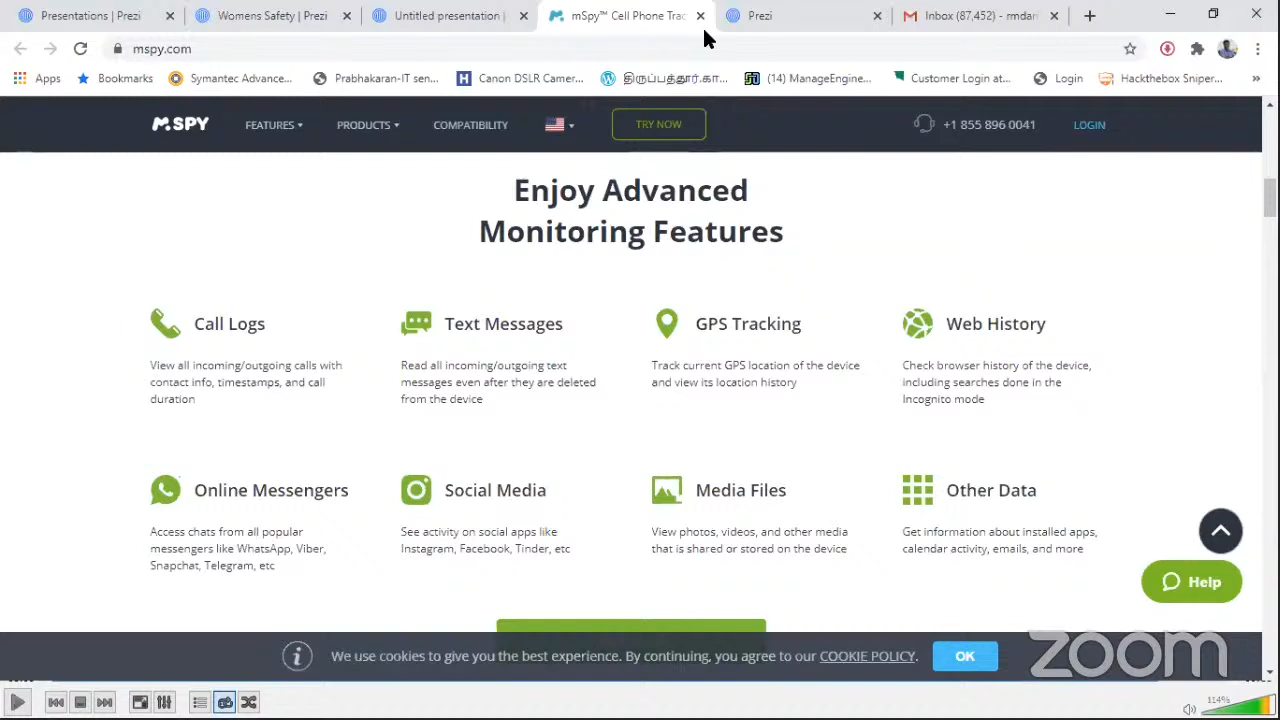 Presentations | Prezi
Womens Safety | Prezi
Untitled presentation |
mSpy™ Cell Phone Trac
Prezi
Inbox (87,452) - mdar
mspy.com
Apps
Bookmarks
Symantec Advance...
Prabhakaran-IT sen...
Canon DSLR Camer...
திருப்பத்தூர்.கா...
(14) ManageEngine...
Customer Login at...
Login
Hackthebox Sniper...
»
mSPY
FEATURES
PRODUCTS
COMPATIBILITY
TRY NOW
+1 855 896 0041
LOGIN
Enjoy Advanced
Monitoring Features
Call Logs
View all incoming/outgoing calls with
contact info, timestamps, and call
duration
Text Messages
Read all incoming/outgoing text
messages even after they are deleted
from the device
GPS Tracking
Track current GPS location of the device
and view its location history
Web History
Check browser history of the device,
including searches done in the
Incognito mode
Online Messengers
Access chats from all popular
messengers like WhatsApp, Viber,
Snapchat, Telegram, etc
Social Media
See activity on social apps like
Instagram, Facebook, Tinder, etc
Media Files
View photos, videos, and other media
that is shared or stored on the device
Other Data
Get information about installed apps,
calendar activity, emails, and more
Help
We use cookies to give you the best experience. By continuing, you agree to our COOKIE POLICY.
OK
zoom
114%